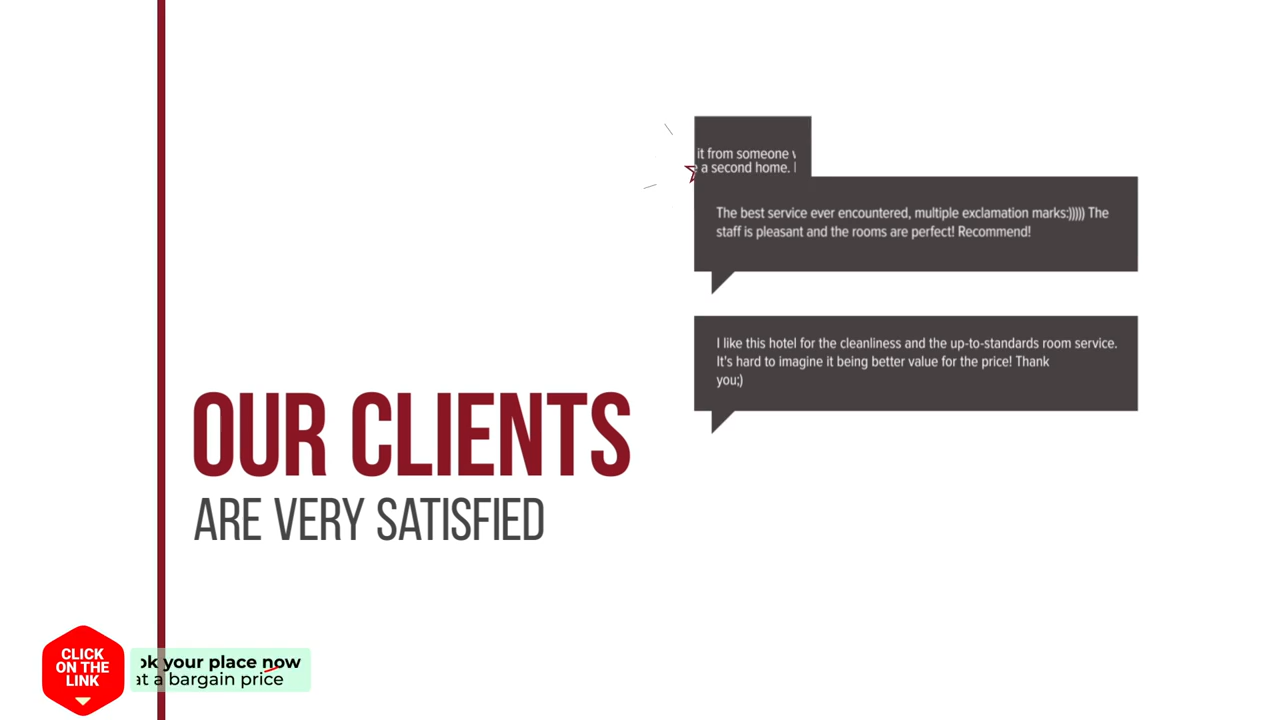 it from someone
a second home.
The best service ever encountered, multiple exclamation marks:))))) The
staff is pleasant and the rooms are perfect! Recommend!
I like this hotel for the cleanliness and the up-to-standards room service.
It's hard to imagine it being better value for the price! Thank
you;)
OUR CLIENTS
ARE VERY SATISFIED
CLICK
ON THE
LINK
ok your place now
at a bargain price